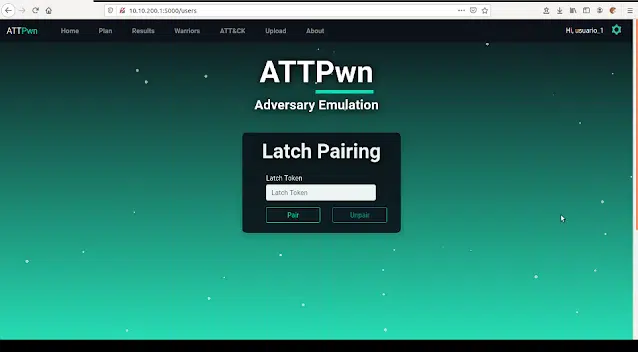 10.10.200.1:5000/users
ATTPwn Home Plan Results Warriors ATT&CK Upload About Hi, usuario_1
ATTPwn
Adversary Emulation
Latch Pairing
Latch Token
Latch Token
Pair Unpair